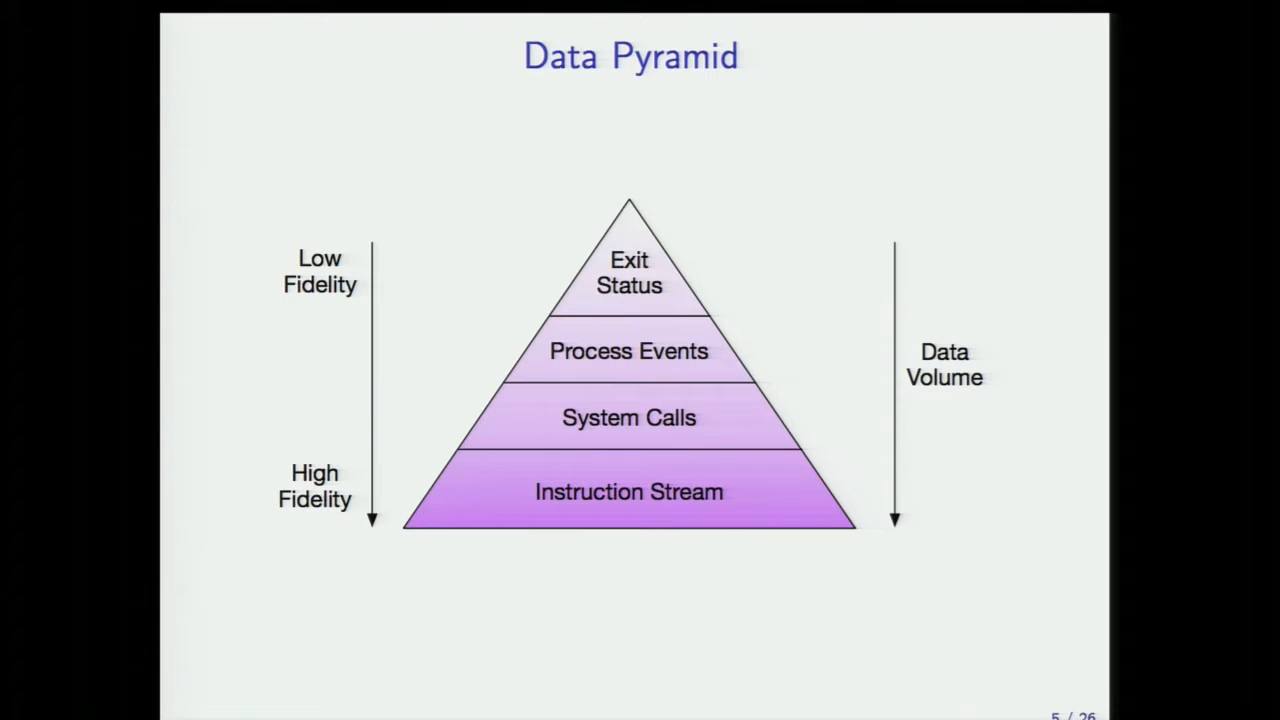 Data Pyramid
Low
Fidelity
High
Fidelity
Exit
Status
Process Events
System Calls
Instruction Stream
Data
Volume
5 / 26